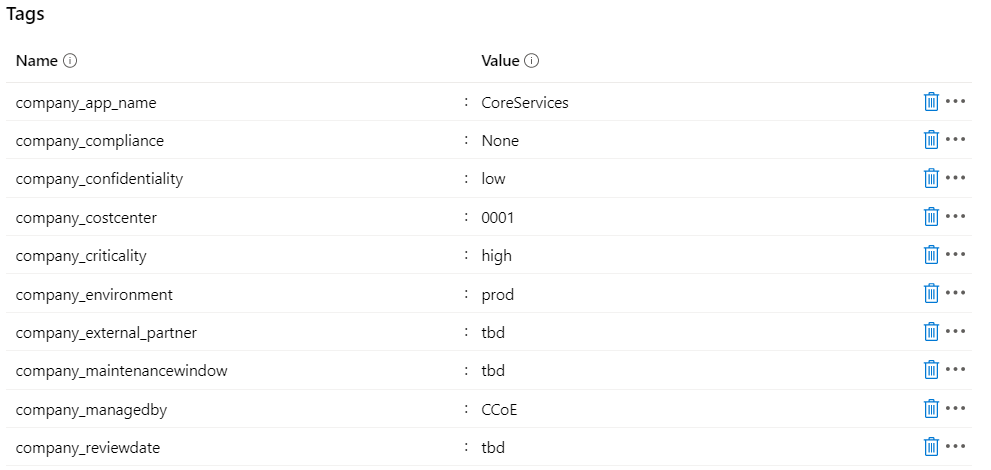 Tags
Name Value
company_app_name : CoreServices
company_compliance : None
company_confidentiality : low
company_costcenter : 0001
company_criticality : high
company_environment : prod
company_external_partner : tbd
company_maintenancewindow : tbd
company_managedby : CCoE
company_reviewdate : tbd